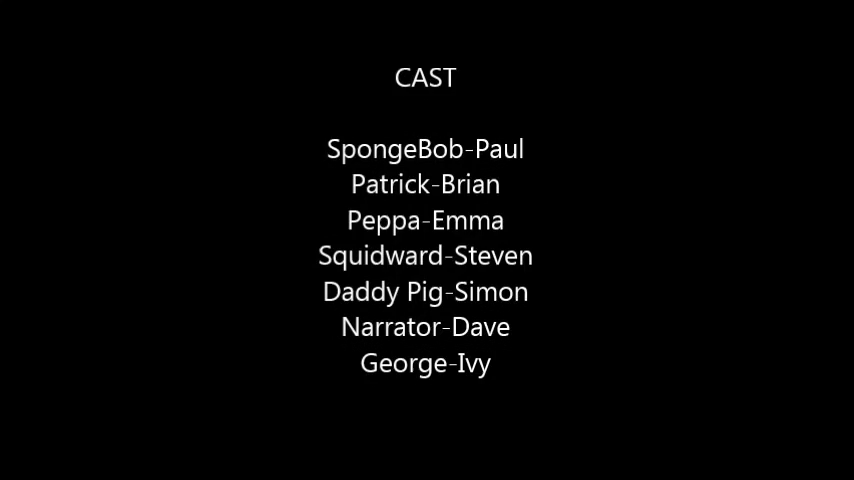 CAST
SpongeBob-Paul
Patrick-Brian
Peppa-Emma
Squidward-Steven
Daddy Pig-Simon
Narrator-Dave
George-Ivy